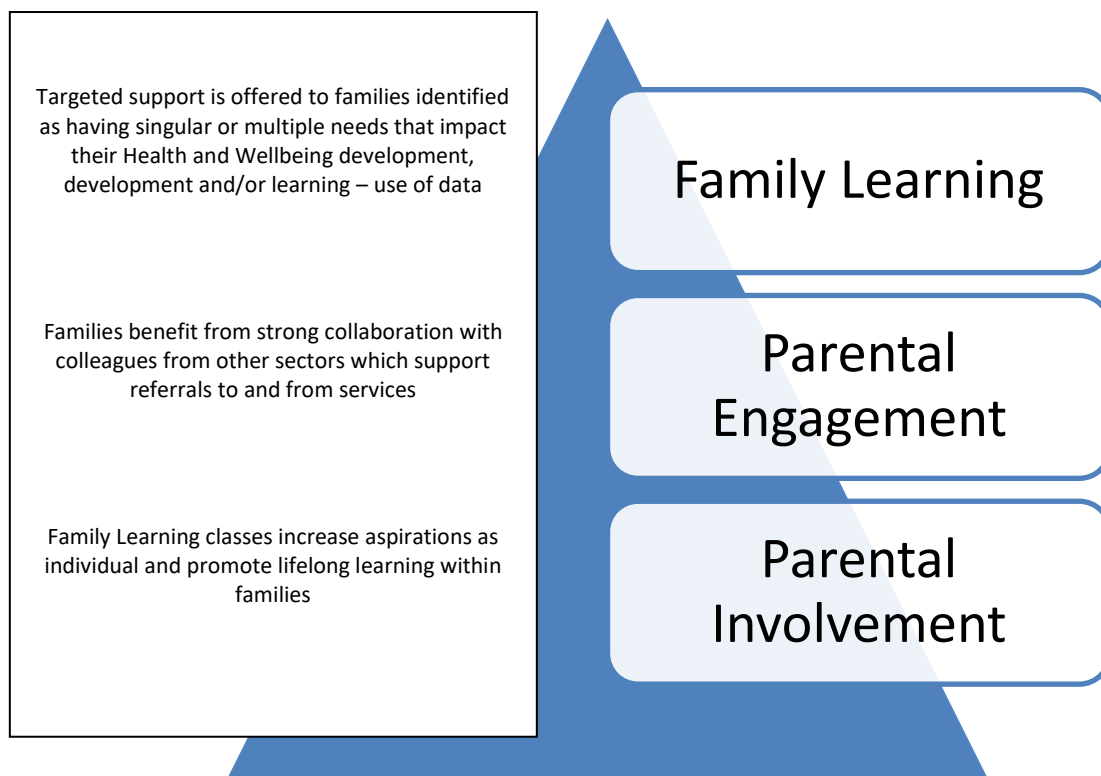 Targeted support is offered to families identified
as having singular or multiple needs that impact
their Health and Wellbeing development,
development and/or learning – use of data
Families benefit from strong collaboration with
colleagues from other sectors which support
referrals to and from services
Family Learning classes increase aspirations as
individual and promote lifelong learning within
families
Family Learning
Parental
Engagement
Parental
Involvement